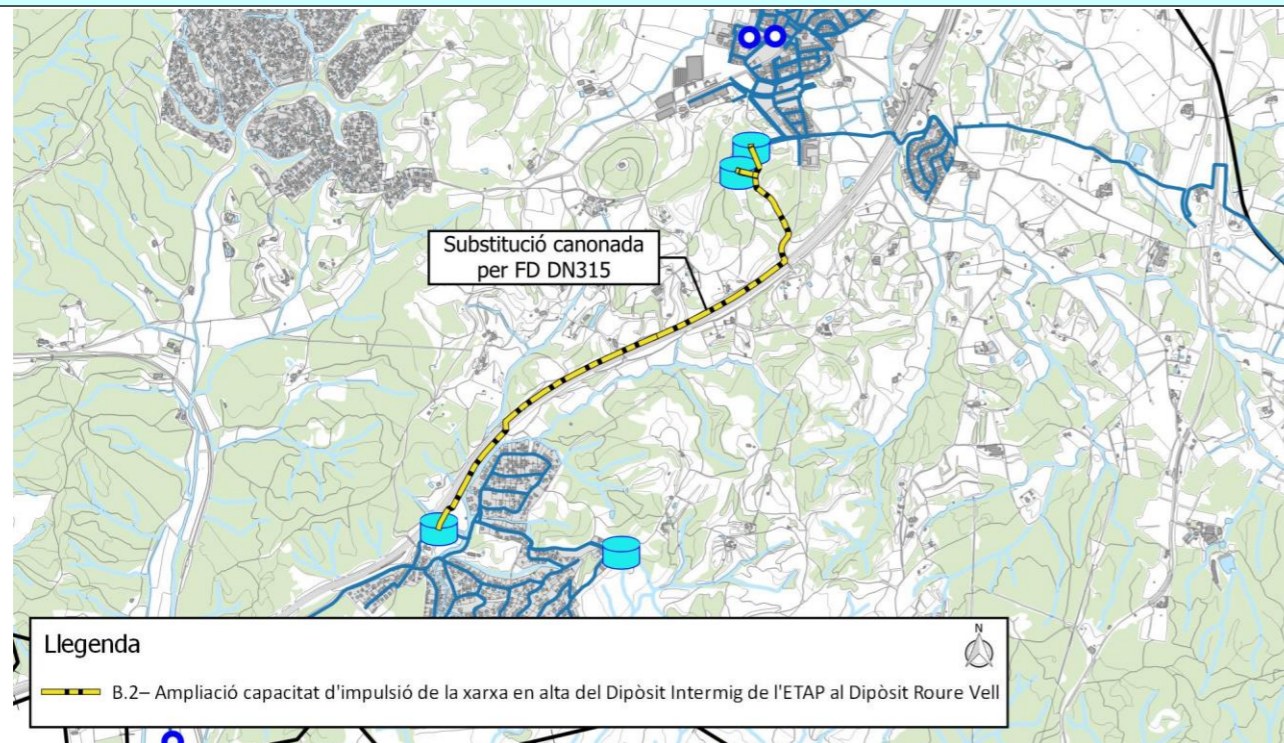 Substitució canonada
per FD DN315
Llegenda
N
B.2– Ampliació capacitat d'impulsió de la xarxa en alta del Dipòsit Intermig de l'ETAP al Dipòsit Roure Vell